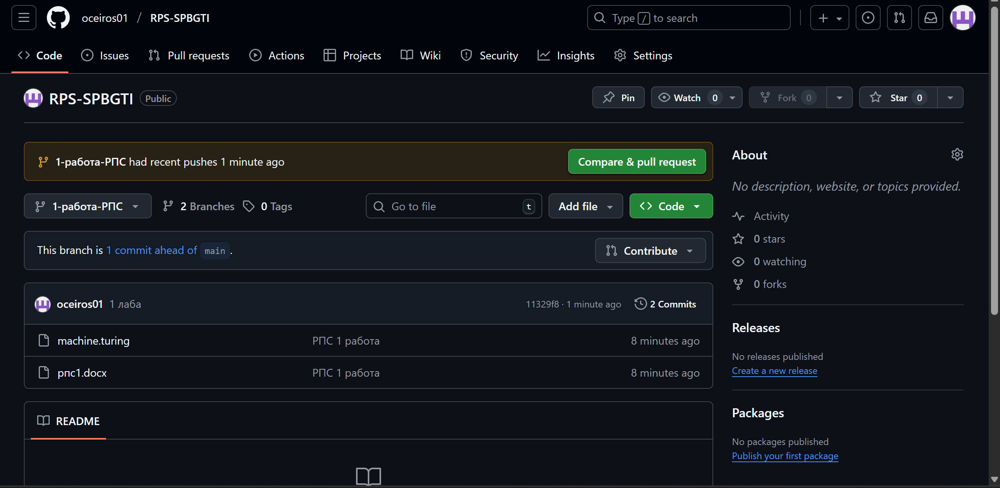 oceiros01 / RPS-SPBGTI
Type / to search
Code Issues Pull requests Actions Projects Wiki Security Insights Settings
RPS-SPBGTI Public
Pin Watch 0 Fork 0 Star 0
1-работа-РПС had recent pushes 1 minute ago
Compare & pull request
1-работа-РПС 2 Branches 0 Tags
Go to file t
Add file
Code
This branch is 1 commit ahead of main .
Contribute
oceiros01 1 лаба 11329f8 · 1 minute ago 2 Commits
machine.turing РПС 1 работа 8 minutes ago
рпс1.docx РПС 1 работа 8 minutes ago
README
About
No description, website, or topics provided.
Activity
0 stars
0 watching
0 forks
Releases
No releases published
Create a new release
Packages
No packages published
Publish your first package